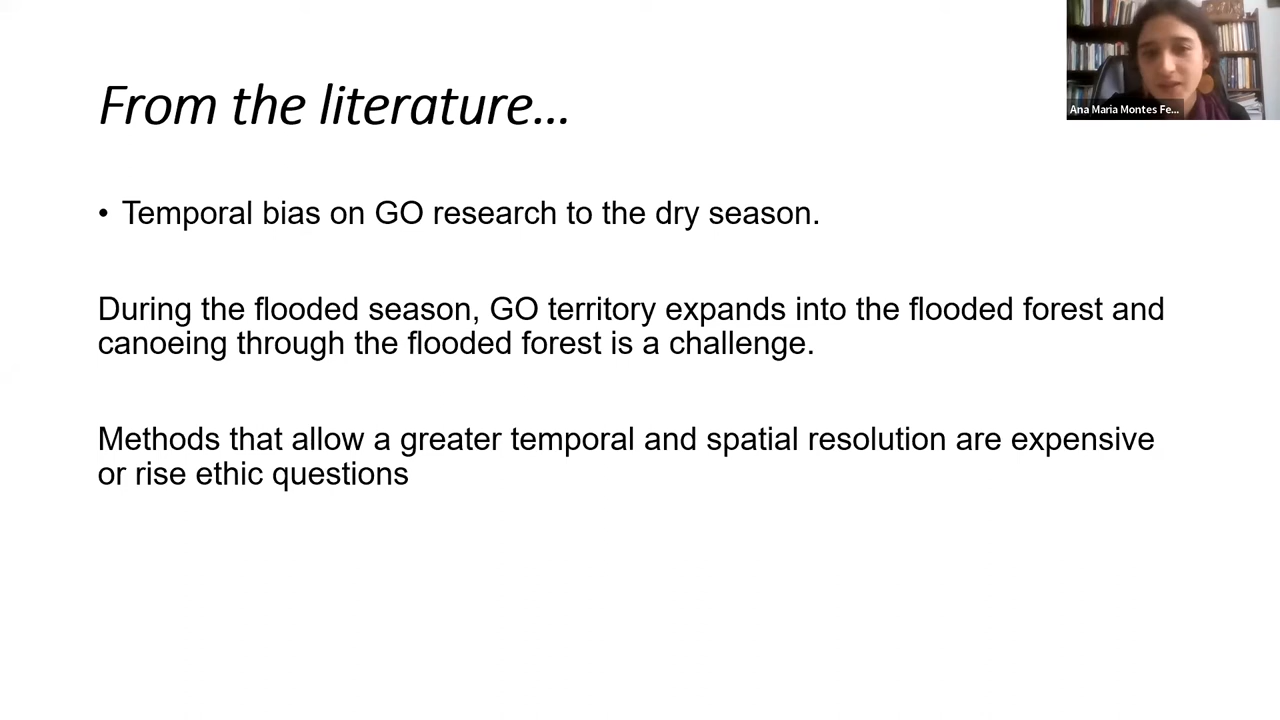 Ana Maria Montes Fe...
From the literature...
• Temporal bias on GO research to the dry season.
During the flooded season, GO territory expands into the flooded forest and
canoeing through the flooded forest is a challenge.
Methods that allow a greater temporal and spatial resolution are expensive
or rise ethic questions